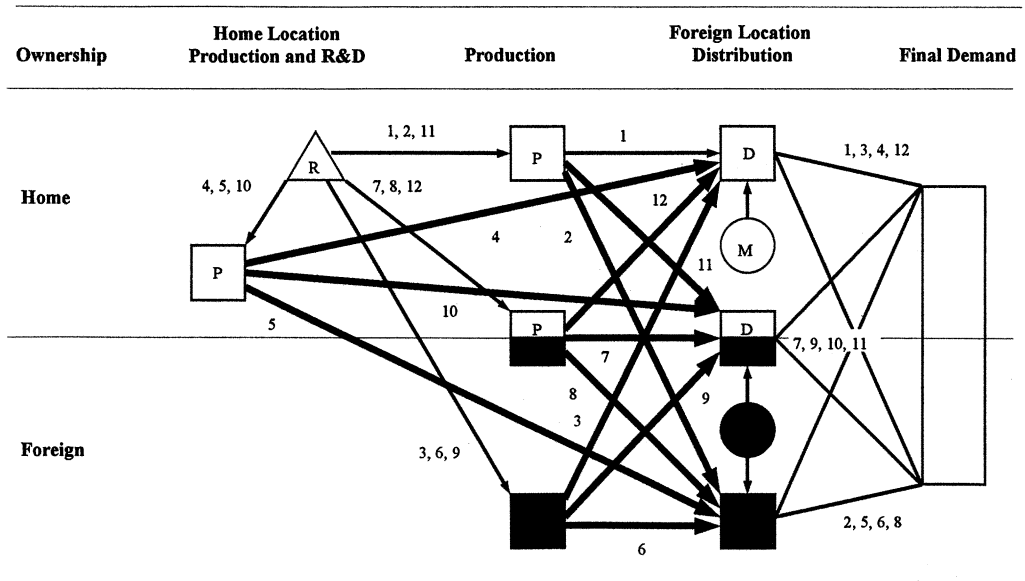 Ownership
Home Location
Production and R&D
Production
Foreign Location
Distribution
Final Demand
Home
Foreign
R
1, 2, 11
P
1
D
1, 3, 4, 12
4, 5, 10
7, 8, 12
12
4
2
M
P
11
5
10
P
D
7, 9, 10, 11
7
8
9
3
3, 6, 9
6
2, 5, 6, 8